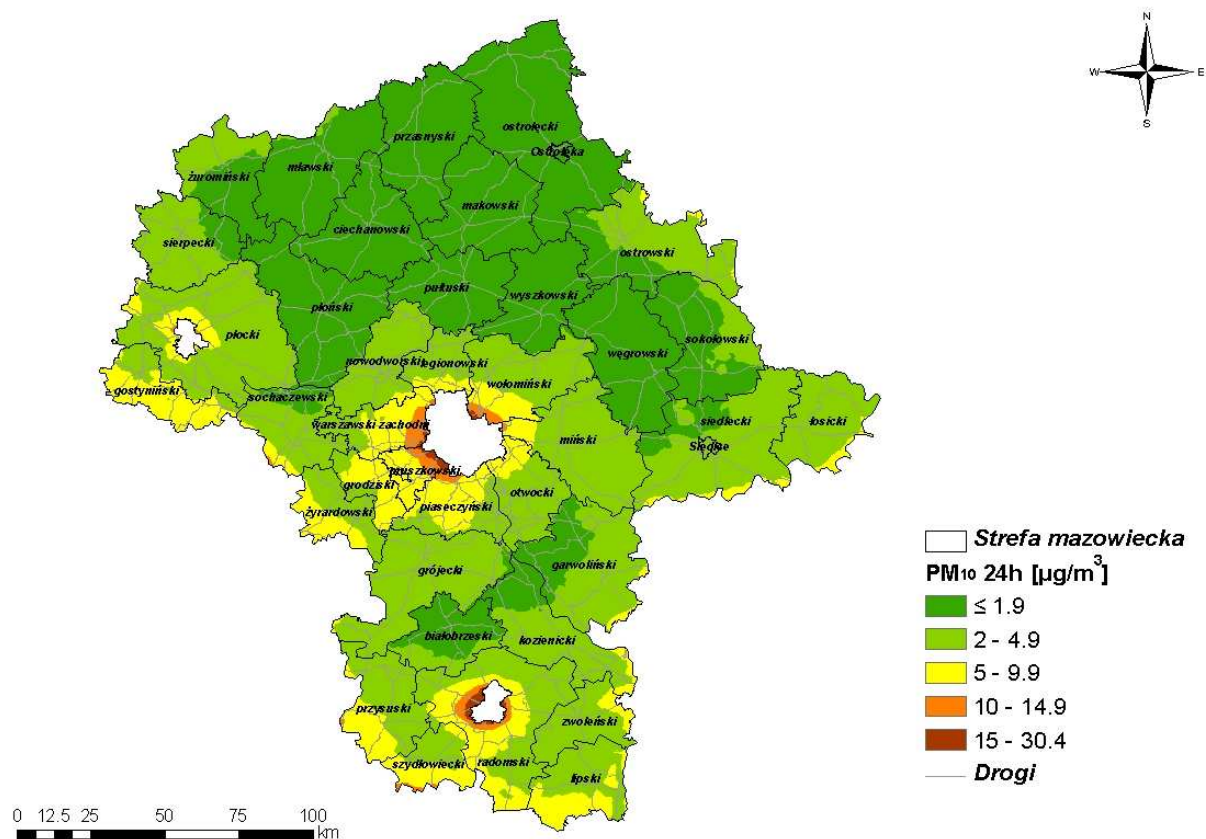 N
W E
S
ostrołęcki
przasnyski
Ostrołęka
mławski
żuromiński
makowski
ciechanowski
sierpecki
ostrowski
pułtuski
wyszkowski
płoński
płocki
sokołowski
węgrowski
nowodworski
legionowski
wołomiński
gostyniński
sochaczewski
warszawski zachodni
siedlecki
łosicki
miński
Siedlce
pruszkowski
grodziski
otwocki
piaseczyński
żyrardowski
garwoliński
grójecki
białobrzeski
kozienicki
przysuski
zwoleński
szydłowiecki
radomski
lipski
Strefa mazowiecka
PM10 24h [µg/m³]
≤ 1.9
2 - 4.9
5 - 9.9
10 - 14.9
15 - 30.4
Drogi
0 12.5 25 50 75 100
km